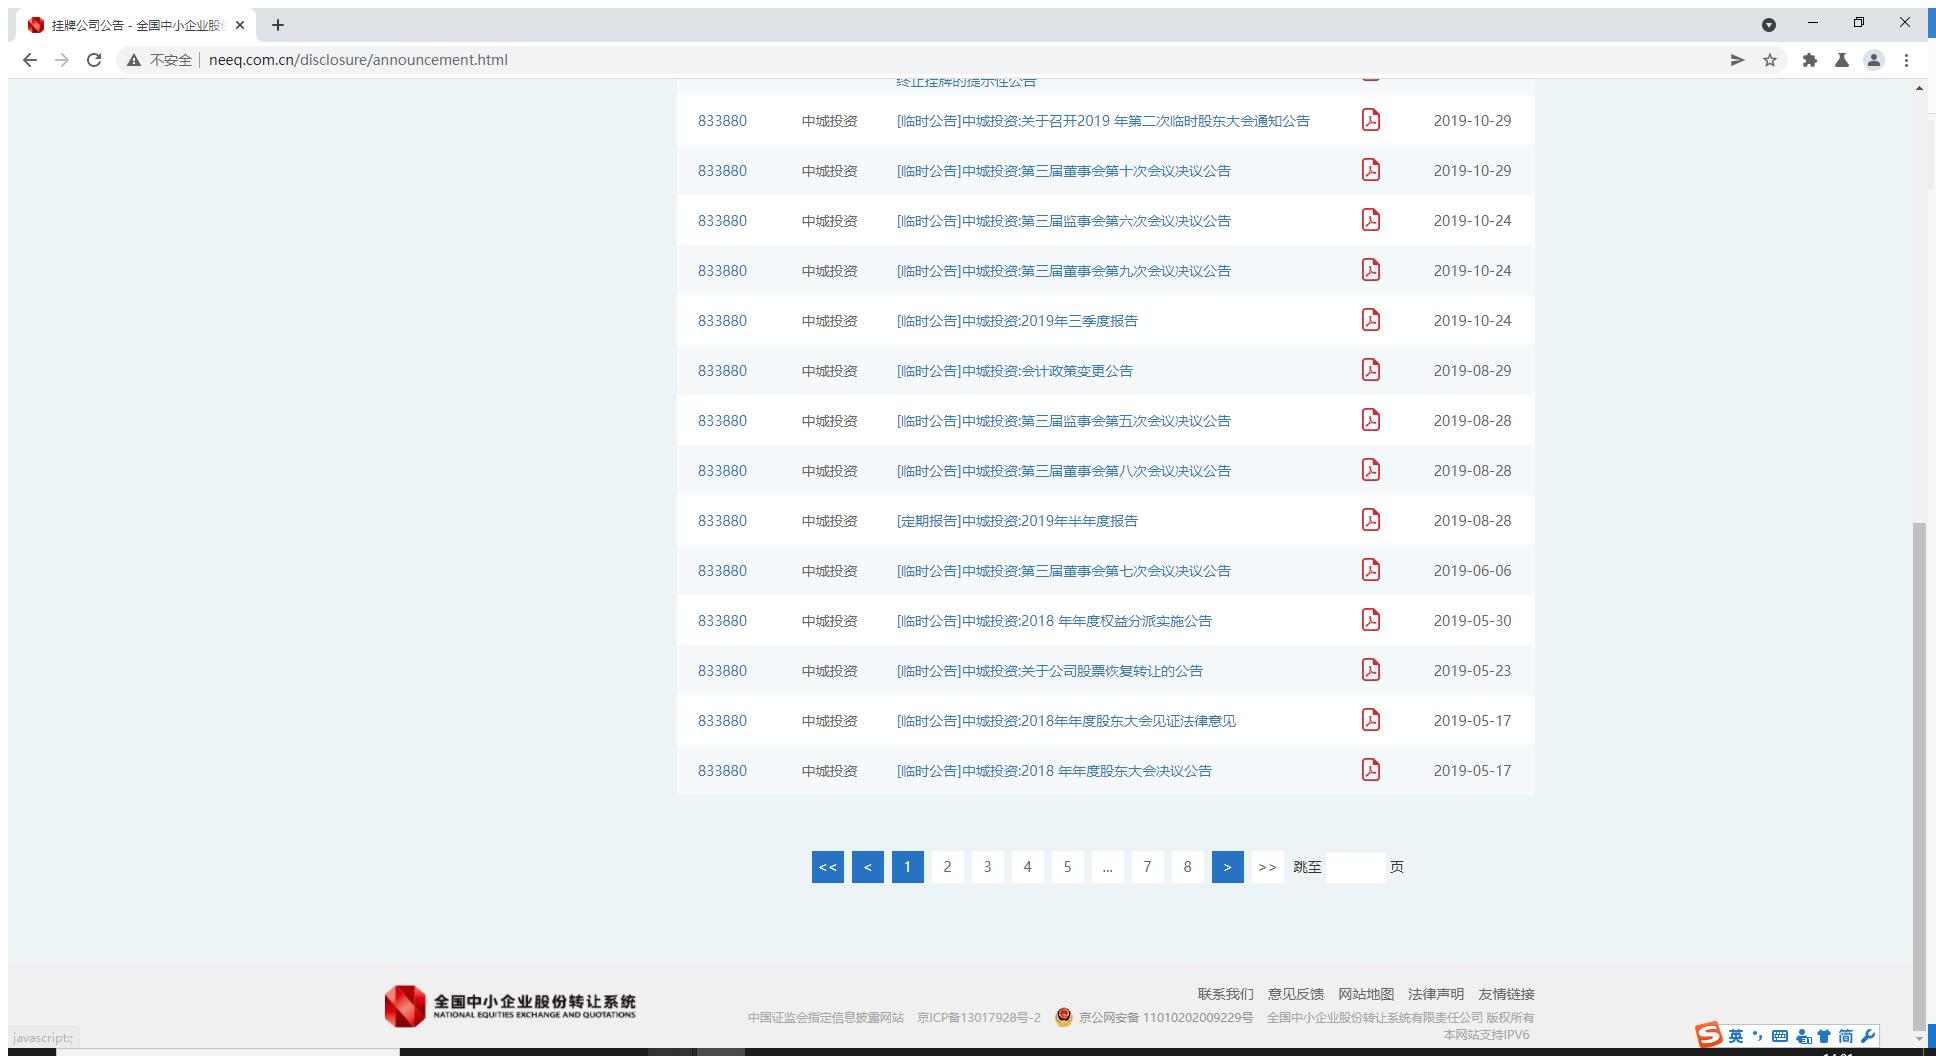 挂牌公司公告 - 全国中小企业股份
不安全 neeq.com.cn/disclosure/announcement.html
终止挂牌的提示性公告
833880 中城投资 [临时公告]中城投资:关于召开2019 年第二次临时股东大会通知公告 2019-10-29
833880 中城投资 [临时公告]中城投资:第三届董事会第十次会议决议公告 2019-10-29
833880 中城投资 [临时公告]中城投资:第三届监事会第六次会议决议公告 2019-10-24
833880 中城投资 [临时公告]中城投资:第三届董事会第九次会议决议公告 2019-10-24
833880 中城投资 [临时公告]中城投资:2019年三季度报告 2019-10-24
833880 中城投资 [临时公告]中城投资:会计政策变更公告 2019-08-29
833880 中城投资 [临时公告]中城投资:第三届监事会第五次会议决议公告 2019-08-28
833880 中城投资 [临时公告]中城投资:第三届董事会第八次会议决议公告 2019-08-28
833880 中城投资 [定期报告]中城投资:2019年半年度报告 2019-08-28
833880 中城投资 [临时公告]中城投资:第三届董事会第七次会议决议公告 2019-06-06
833880 中城投资 [临时公告]中城投资:2018 年年度权益分派实施公告 2019-05-30
833880 中城投资 [临时公告]中城投资:关于公司股票恢复转让的公告 2019-05-23
833880 中城投资 [临时公告]中城投资:2018年年度股东大会见证法律意见 2019-05-17
833880 中城投资 [临时公告]中城投资:2018 年年度股东大会决议公告 2019-05-17
<< < 1 2 3 4 5 ... 7 8 > >> 跳至 页
全国中小企业股份转让系统
NATIONAL EQUITIES EXCHANGE AND QUOTATIONS
联系我们 意见反馈 网站地图 法律声明 友情链接
中国证监会指定信息披露网站 京ICP备13017928号-2 京公网安备 11010202009229号 全国中小企业股份转让系统有限责任公司 版权所有
本网站支持IPV6
javascript:;
英 简